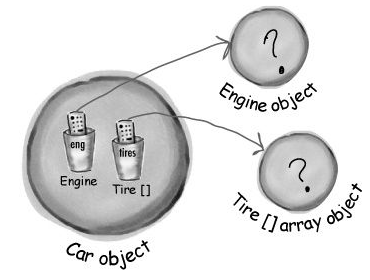 ?
Engine object
eng
tires
Engine
Tire []
?
Tire [] array object
Car object